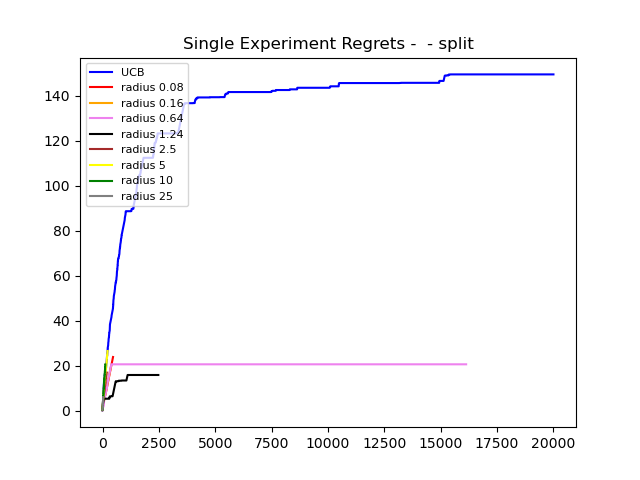 Single Experiment Regrets -  - split
UCB
radius 0.08
radius 0.16
radius 0.64
radius 1.24
radius 2.5
radius 5
radius 10
radius 25
140
120
100
80
60
40
20
0
0 2500 5000 7500 10000 12500 15000 17500 20000